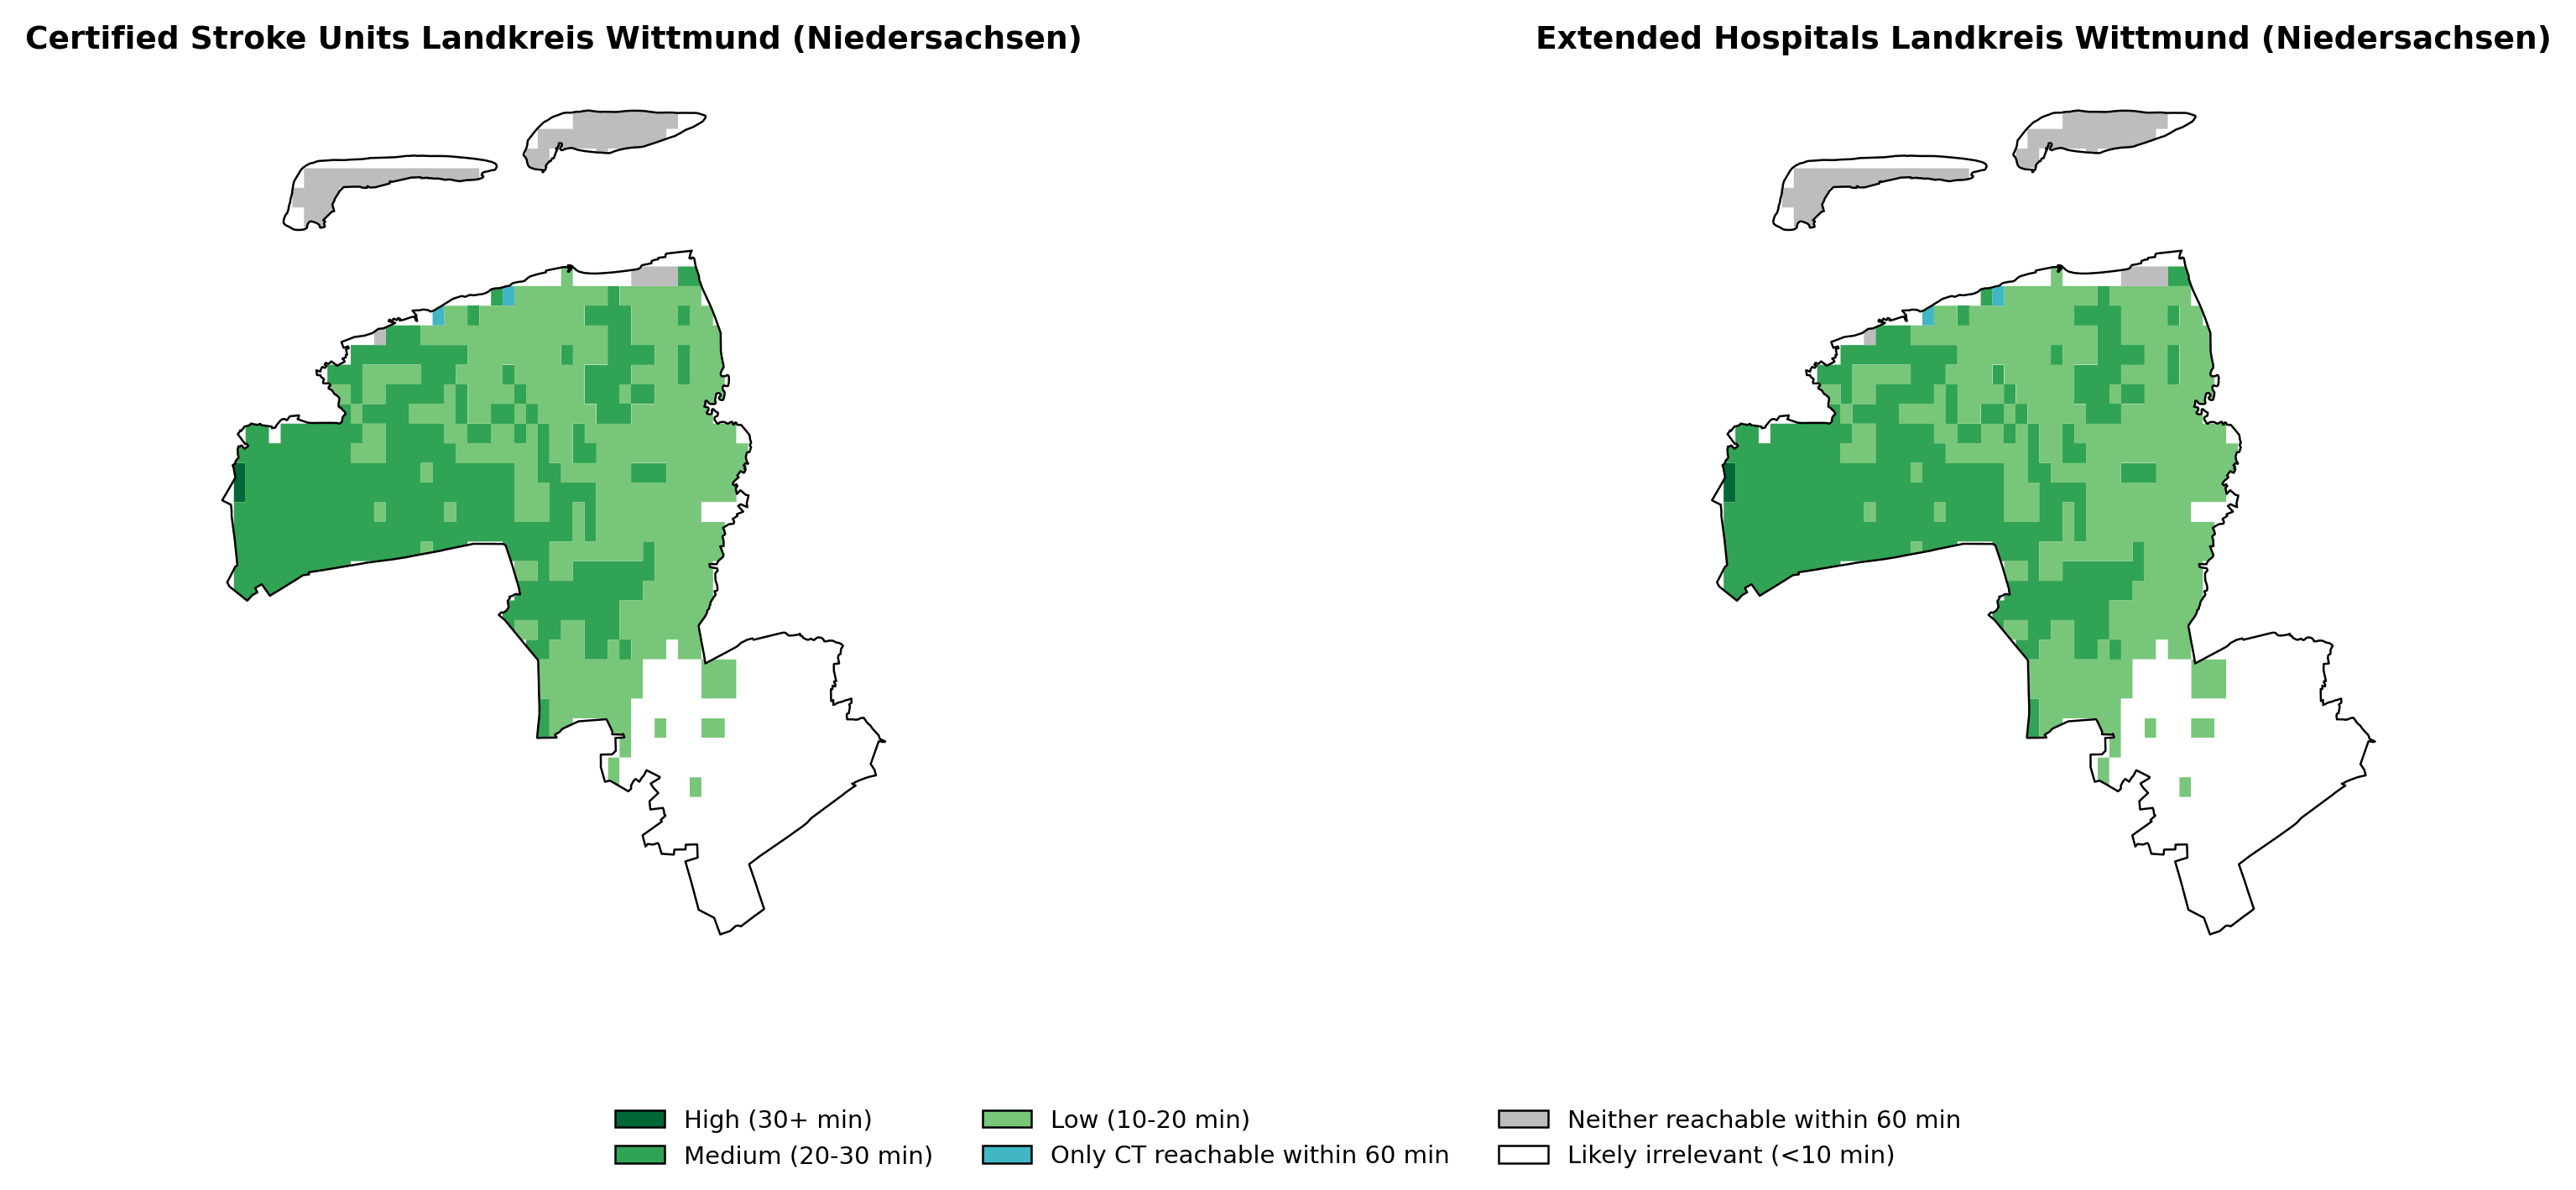 Certified Stroke Units Landkreis Wittmund (Niedersachsen)
Extended Hospitals Landkreis Wittmund (Niedersachsen)
High (30+ min)
Medium (20-30 min)
Low (10-20 min)
Only CT reachable within 60 min
Neither reachable within 60 min
Likely irrelevant (<10 min)